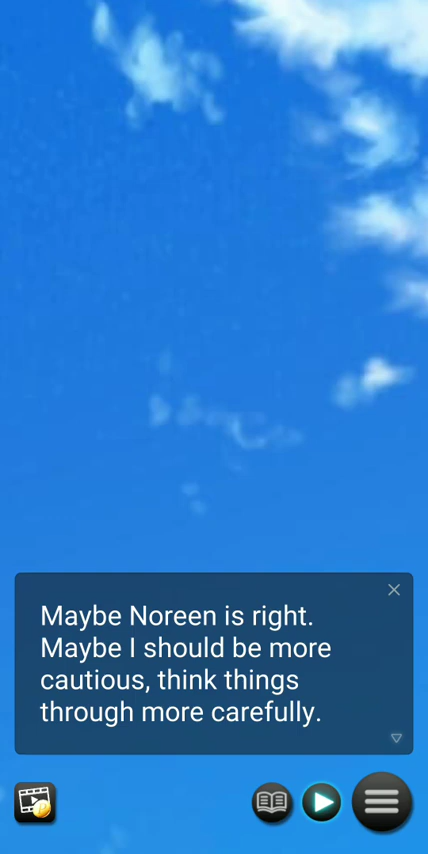 Maybe Noreen is right.
Maybe I should be more
cautious, think things
through more carefully.